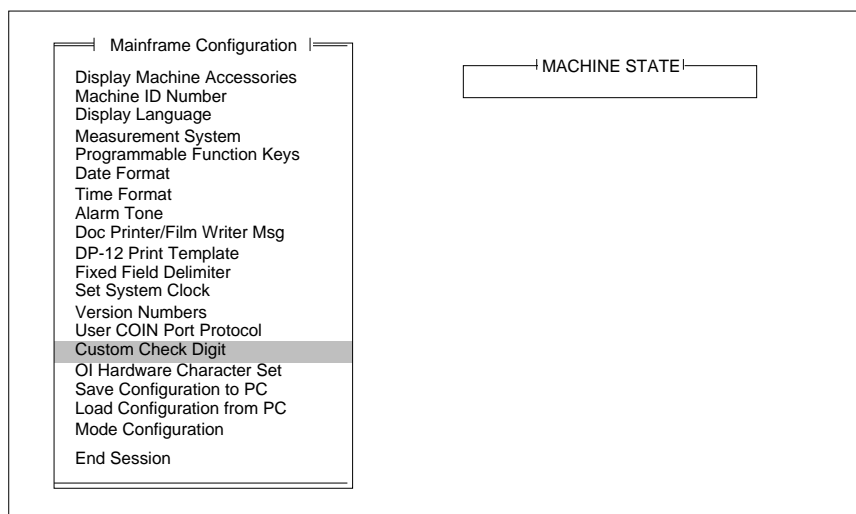 Mainframe Configuration
MACHINE STATE
Display Machine Accessories
Machine ID Number
Display Language
Measurement System
Programmable Function Keys
Date Format
Time Format
Alarm Tone
Doc Printer/Film Writer Msg
DP-12 Print Template
Fixed Field Delimiter
Set System Clock
Version Numbers
User COIN Port Protocol
Custom Check Digit
OI Hardware Character Set
Save Configuration to PC
Load Configuration from PC
Mode Configuration
End Session